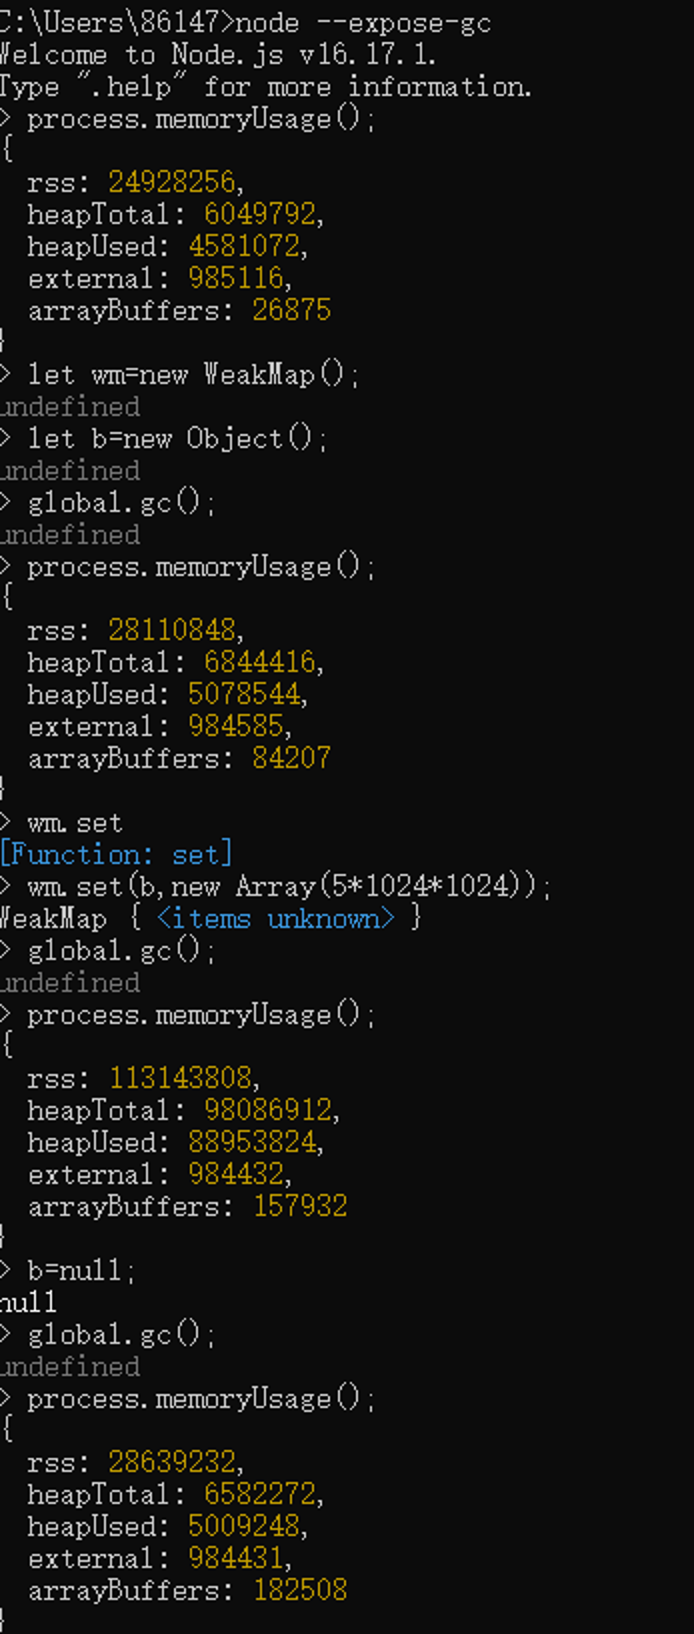 C:\Users\86147>node --expose-gc
Welcome to Node.js v16.17.1.
Type ".help" for more information.
> process.memoryUsage();
{
  rss: 24928256,
  heapTotal: 6049792,
  heapUsed: 4581072,
  external: 985116,
  arrayBuffers: 26875
}
> let wm=new WeakMap();
undefined
> let b=new Object();
undefined
> global.gc();
undefined
> process.memoryUsage();
{
  rss: 28110848,
  heapTotal: 6844416,
  heapUsed: 5078544,
  external: 984585,
  arrayBuffers: 84207
}
> wm.set
[Function: set]
> wm.set(b,new Array(5*1024*1024));
WeakMap { <items unknown> }
> global.gc();
undefined
> process.memoryUsage();
{
  rss: 113143808,
  heapTotal: 98086912,
  heapUsed: 88953824,
  external: 984432,
  arrayBuffers: 157932
}
> b=null;
null
> global.gc();
undefined
> process.memoryUsage();
{
  rss: 28639232,
  heapTotal: 6582272,
  heapUsed: 5009248,
  external: 984431,
  arrayBuffers: 182508
}